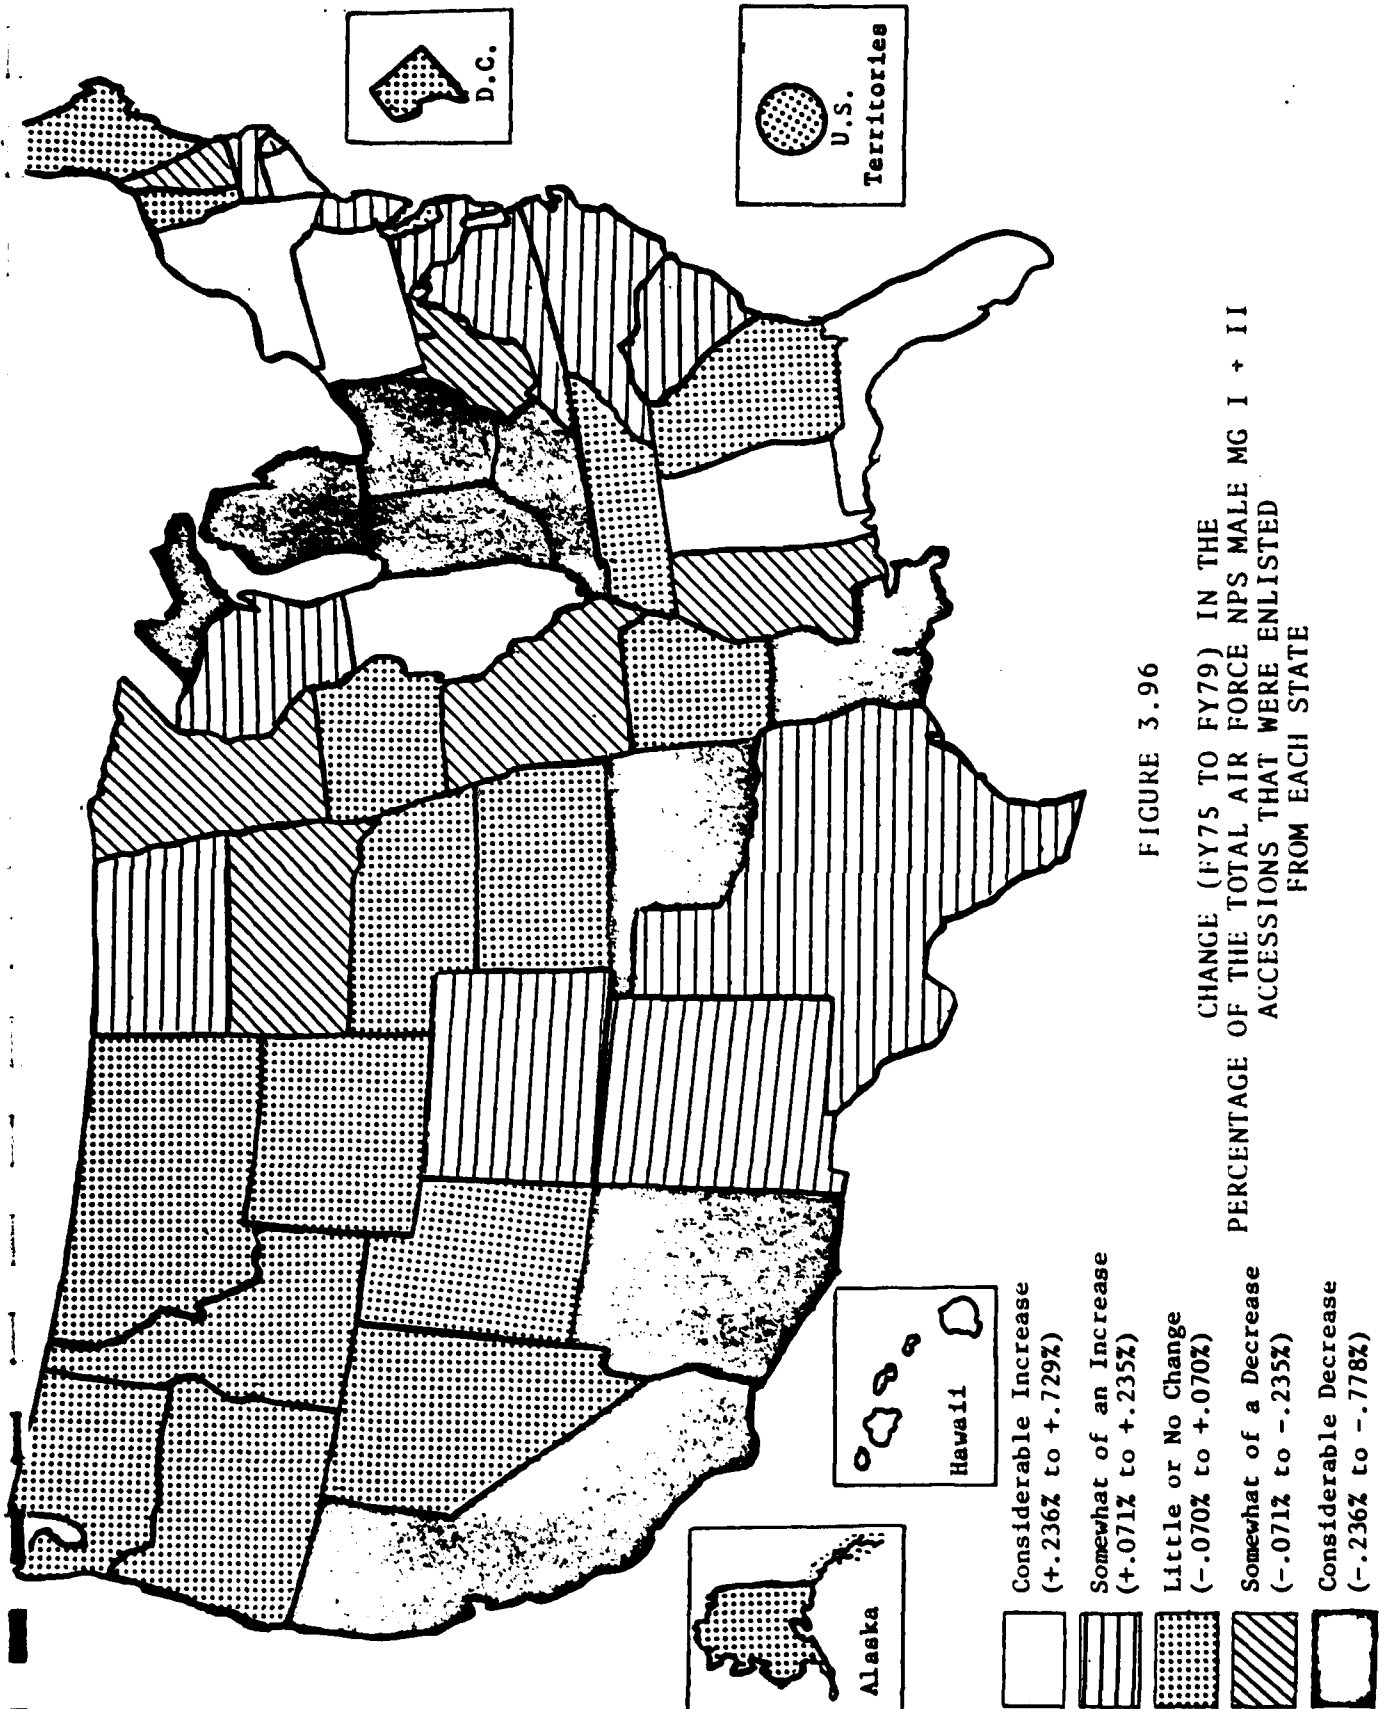 D.C.
U.S.
Territories
Alaska
Hawaii
Considerable Increase
(+.236% to +.729%)
Somewhat of an Increase
(+.071% to +.235%)
Little or No Change
(-.070% to +.070%)
Somewhat of a Decrease
(-.071% to -.235%)
Considerable Decrease
(-.236% to -.778%)
FIGURE 3.96
CHANGE (FY75 TO FY79) IN THE
PERCENTAGE OF THE TOTAL AIR FORCE NPS MALE MG I + II
ACCESSIONS THAT WERE ENLISTED
FROM EACH STATE